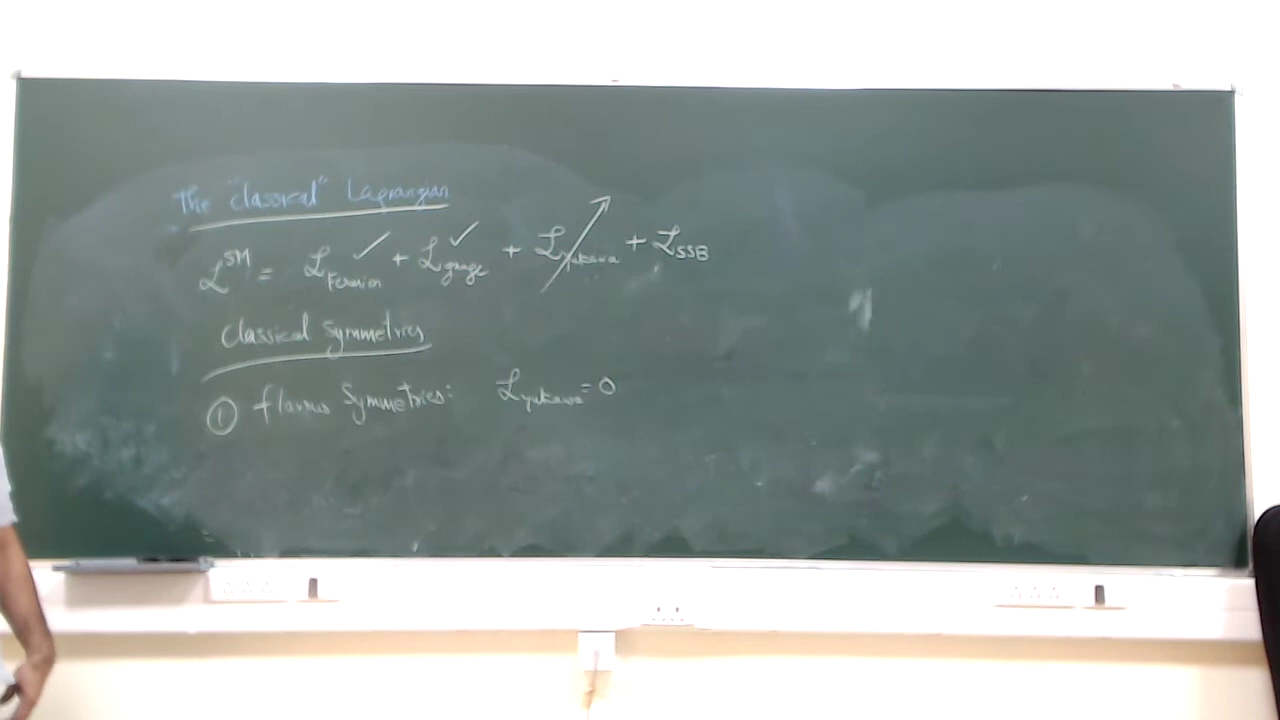 The "classical" Lagrangian
ℒ^SM = ℒ_Fermion ✓ + ℒ_gauge ✓ + ℒ_Yukawa + ℒ_SSB
Classical Symmetries
① flavour Symmetries: ℒ_yukawa = 0